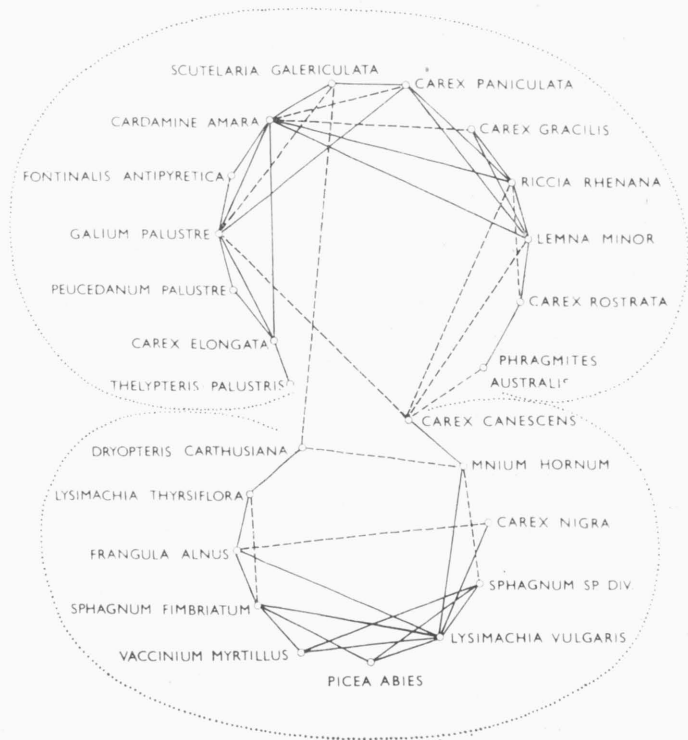 SCUTELARIA GALERICULATA
CAREX PANICULATA
CARDAMINE AMARA
CAREX GRACILIS
FONTINALIS ANTIPYRETICA
RICCIA RHENANA
GALIUM PALUSTRE
LEMNA MINOR
PEUCEDANUM PALUSTRE
CAREX ROSTRATA
CAREX ELONGATA
PHRAGMITES
AUSTRALIS
THELYPTERIS PALUSTRIS
CAREX CANESCENS
DRYOPTERIS CARTHUSIANA
MNIUM HORNUM
LYSIMACHIA THYRSIFLORA
CAREX NIGRA
FRANGULA ALNUS
SPHAGNUM SP DIV.
SPHAGNUM FIMBRIATUM
LYSIMACHIA VULGARIS
VACCINIUM MYRTILLUS
PICEA ABIES